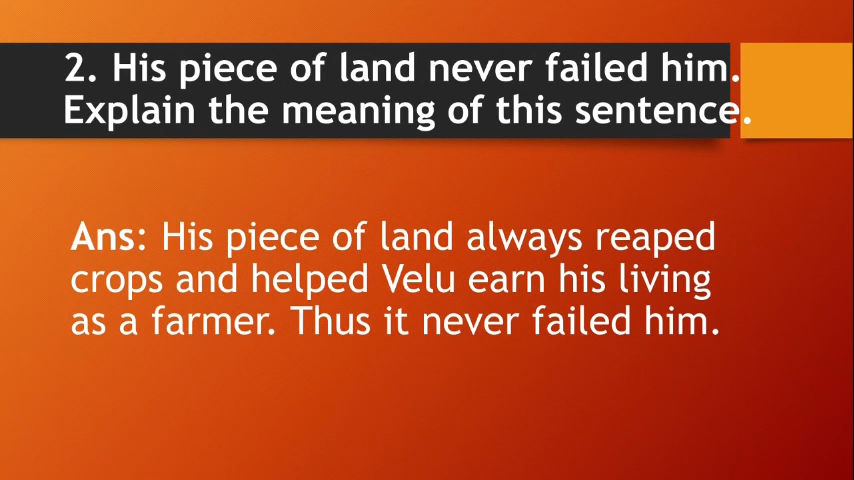 2. His piece of land never failed him.
Explain the meaning of this sentence.
Ans: His piece of land always reaped
crops and helped Velu earn his living
as a farmer. Thus it never failed him.